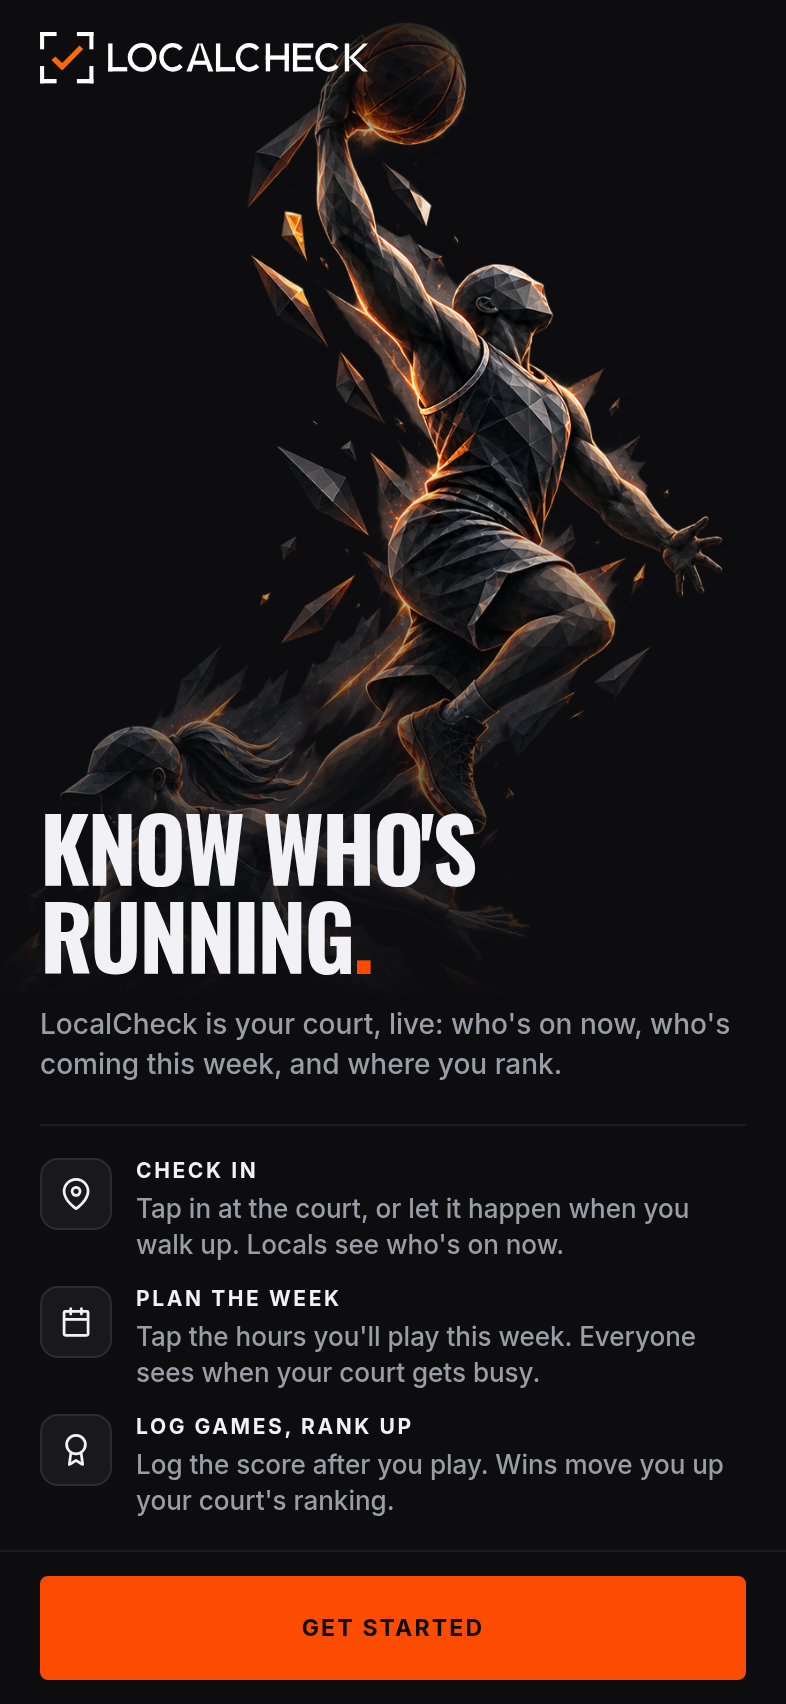 LOCALCHECK
KNOW WHO'S
RUNNING.
LocalCheck is your court, live: who's on now, who's
coming this week, and where you rank.
CHECK IN
Tap in at the court, or let it happen when you
walk up. Locals see who's on now.
PLAN THE WEEK
Tap the hours you'll play this week. Everyone
sees when your court gets busy.
LOG GAMES, RANK UP
Log the score after you play. Wins move you up
your court's ranking.
GET STARTED